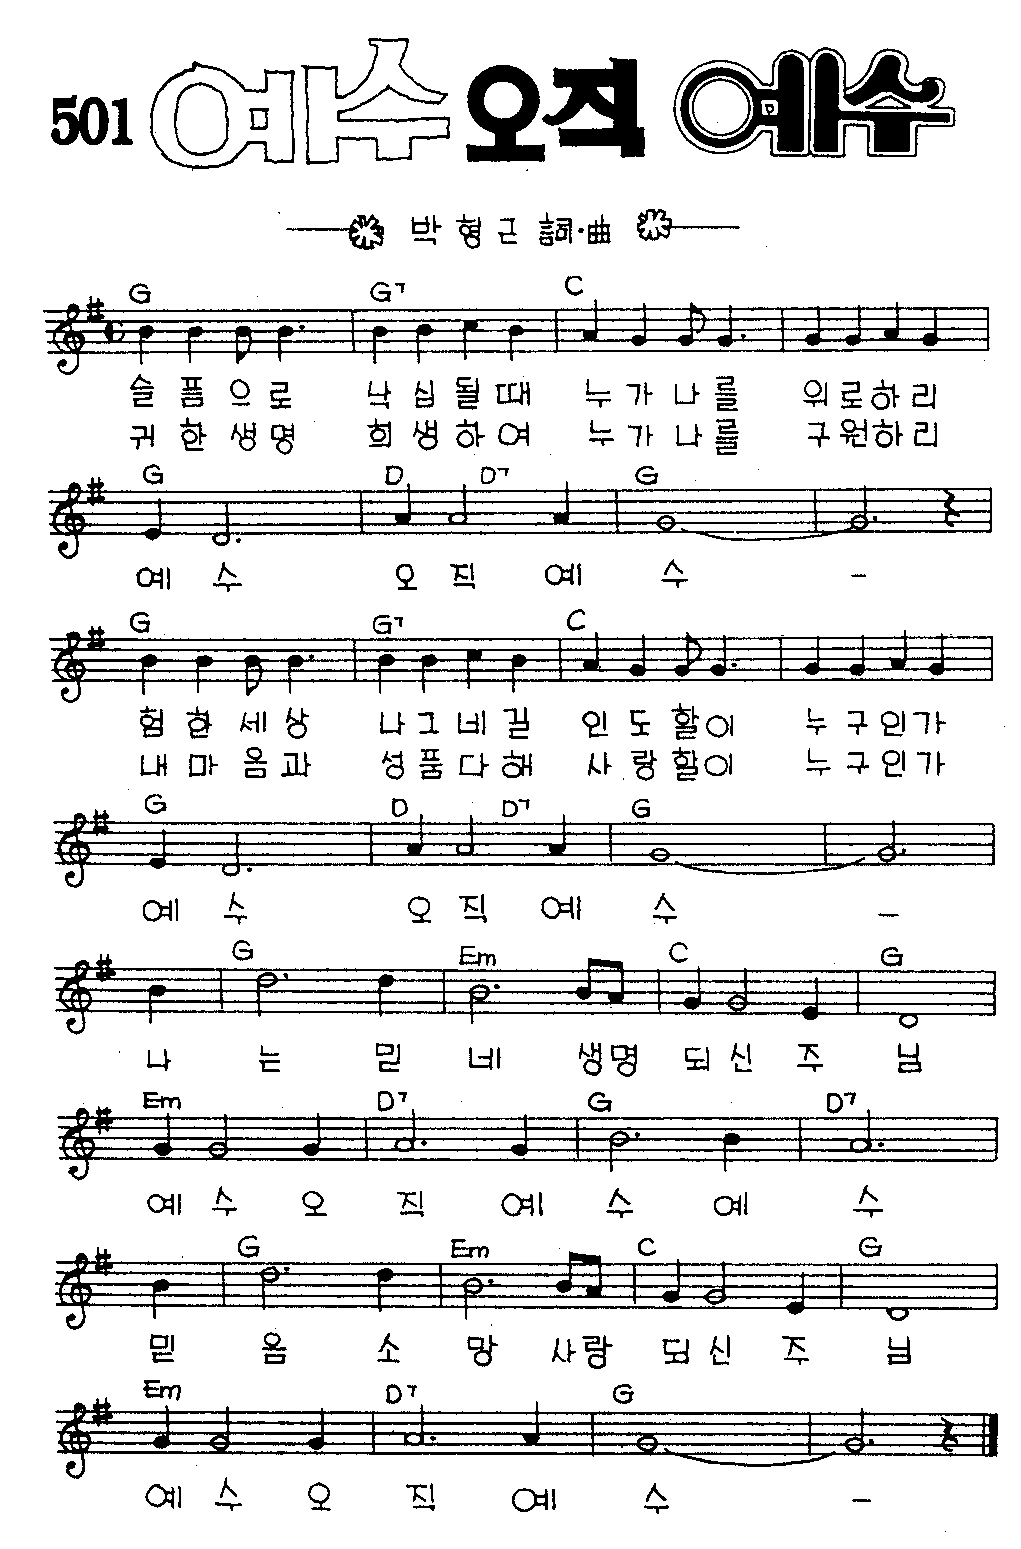 501 예수 오직 예수
박형근 詞·曲
G G7 C
슬픔으로 낙심될때 누가나를 위로하리
귀한생명 희생하여 누가나를 구원하리
G D D7 G
예수 오직 예수 -
G G7 C
험한세상 나그네길 인도할이 누구인가
내마음과 성품다해 사랑할이 누구인가
G D D7 G
예수 오직 예수 -
G Em C G
나 는 믿 네 생명 되신 주 님
Em D7 G D7
예수 오직 예수 예수
G Em C G
믿 음 소 망 사랑 되신 주 님
Em D7 G
예수 오직 예수 -